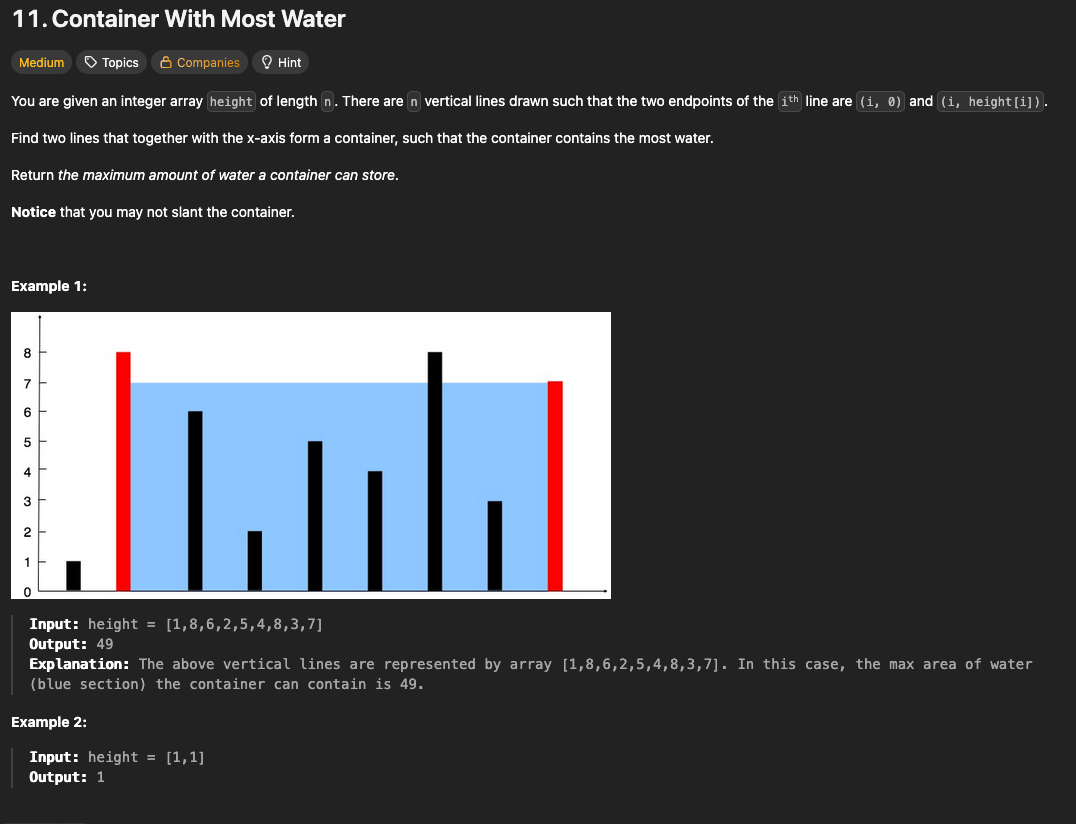 11. Container With Most Water
Medium Topics Companies Hint
You are given an integer array height of length n. There are n vertical lines drawn such that the two endpoints of the ith line are (i, 0) and (i, height[i]).
Find two lines that together with the x-axis form a container, such that the container contains the most water.
Return the maximum amount of water a container can store.
Notice that you may not slant the container.
Example 1:
8
7
6
5
4
3
2
1
0
Input: height = [1,8,6,2,5,4,8,3,7]
Output: 49
Explanation: The above vertical lines are represented by array [1,8,6,2,5,4,8,3,7]. In this case, the max area of water
(blue section) the container can contain is 49.
Example 2:
Input: height = [1,1]
Output: 1